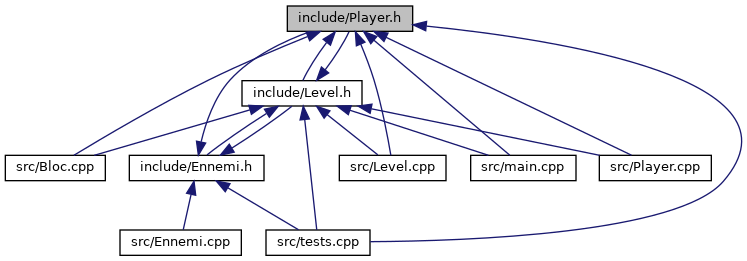 include/Player.h
include/Level.h
src/Bloc.cpp
include/Ennemi.h
src/Level.cpp
src/main.cpp
src/Player.cpp
src/Ennemi.cpp
src/tests.cpp